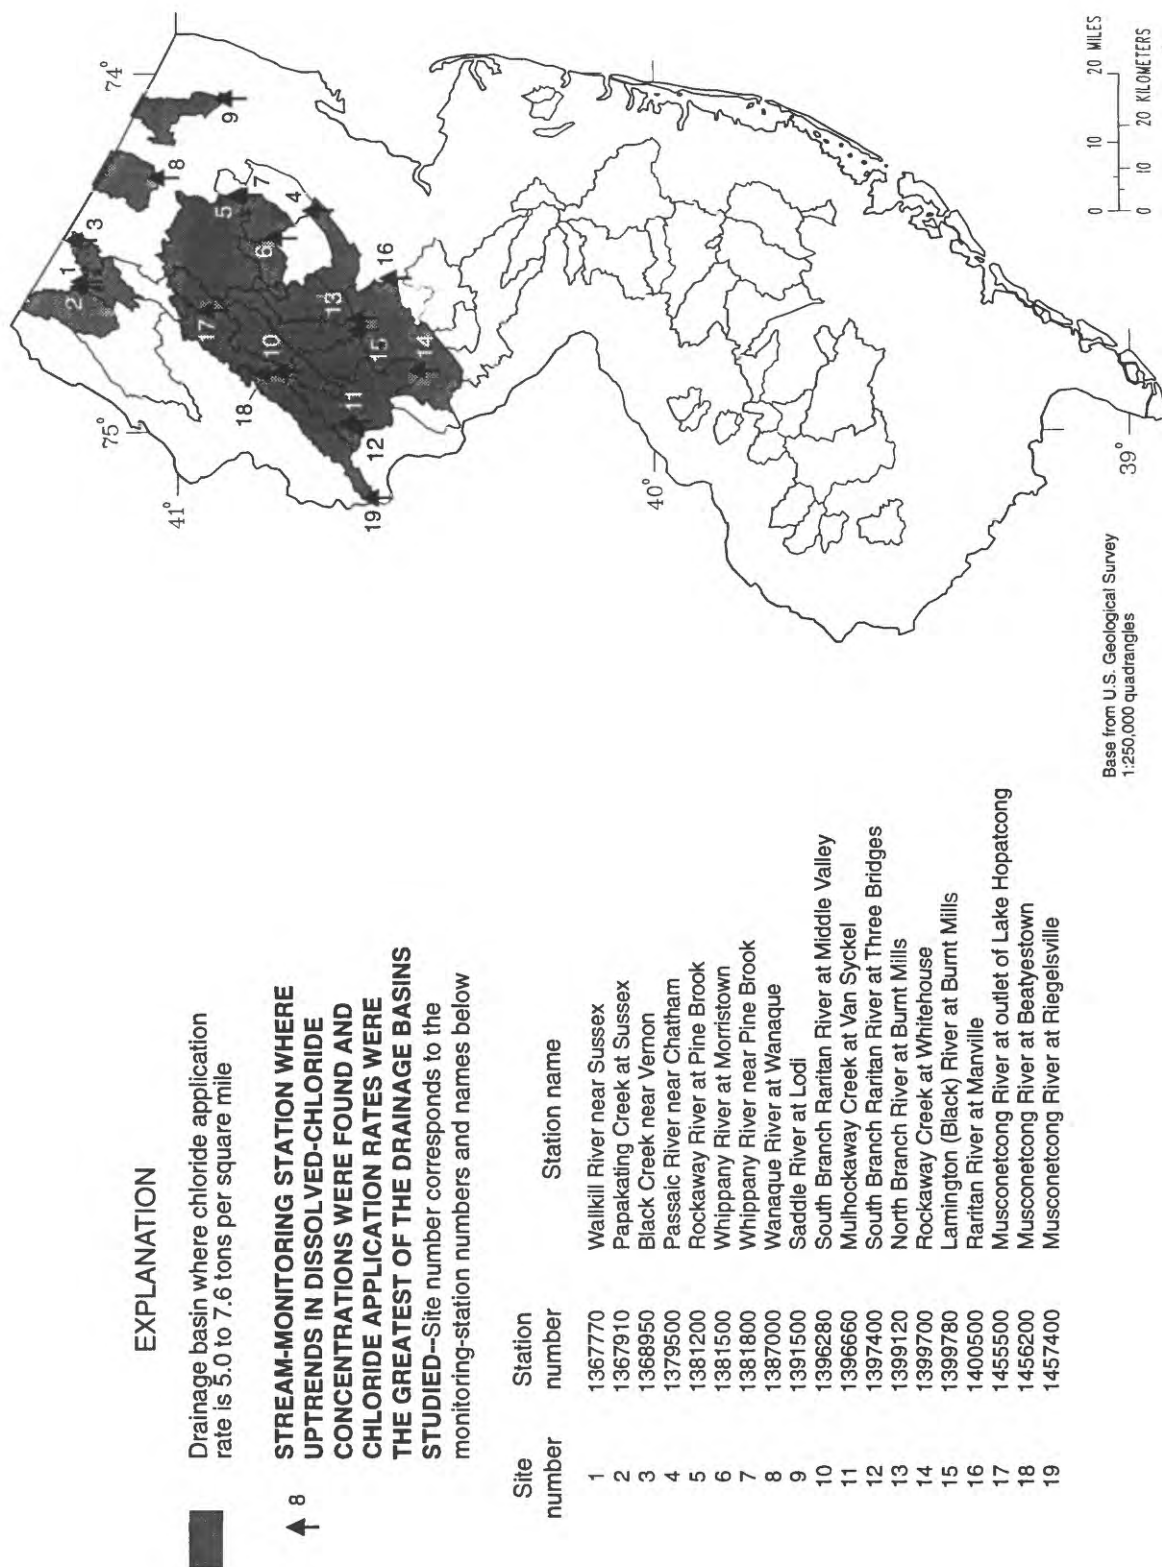 EXPLANATION
Drainage basin where chloride application
rate is 5.0 to 7.6 tons per square mile
8
STREAM-MONITORING STATION WHERE
UPTRENDS IN DISSOLVED-CHLORIDE
CONCENTRATIONS WERE FOUND AND
CHLORIDE APPLICATION RATES WERE
THE GREATEST OF THE DRAINAGE BASINS
STUDIED--Site number corresponds to the
monitoring-station numbers and names below
Site number Station number Station name
1 1367770 Wallkill River near Sussex
2 1367910 Papakating Creek at Sussex
3 1368950 Black Creek near Vernon
4 1379500 Passaic River near Chatham
5 1381200 Rockaway River at Pine Brook
6 1381500 Whippany River at Morristown
7 1381800 Whippany River near Pine Brook
8 1387000 Wanaque River at Wanaque
9 1391500 Saddle River at Lodi
10 1396280 South Branch Raritan River at Middle Valley
11 1396660 Mulhockaway Creek at Van Syckel
12 1397400 South Branch Raritan River at Three Bridges
13 1399120 North Branch River at Burnt Mills
14 1399700 Rockaway Creek at Whitehouse
15 1399780 Lamington (Black) River at Burnt Mills
16 1400500 Raritan River at Manville
17 1455500 Musconetcong River at outlet of Lake Hopatcong
18 1456200 Musconetcong River at Beatyestown
19 1457400 Musconetcong River at Riegelsville
75°
74°
41°
40°
39°
2
1
3
8
9
17
5
7
18
10
6
4
13
16
11
15
14
12
19
0 10 20 MILES
0 10 20 KILOMETERS
Base from U.S. Geological Survey
1:250,000 quadrangles